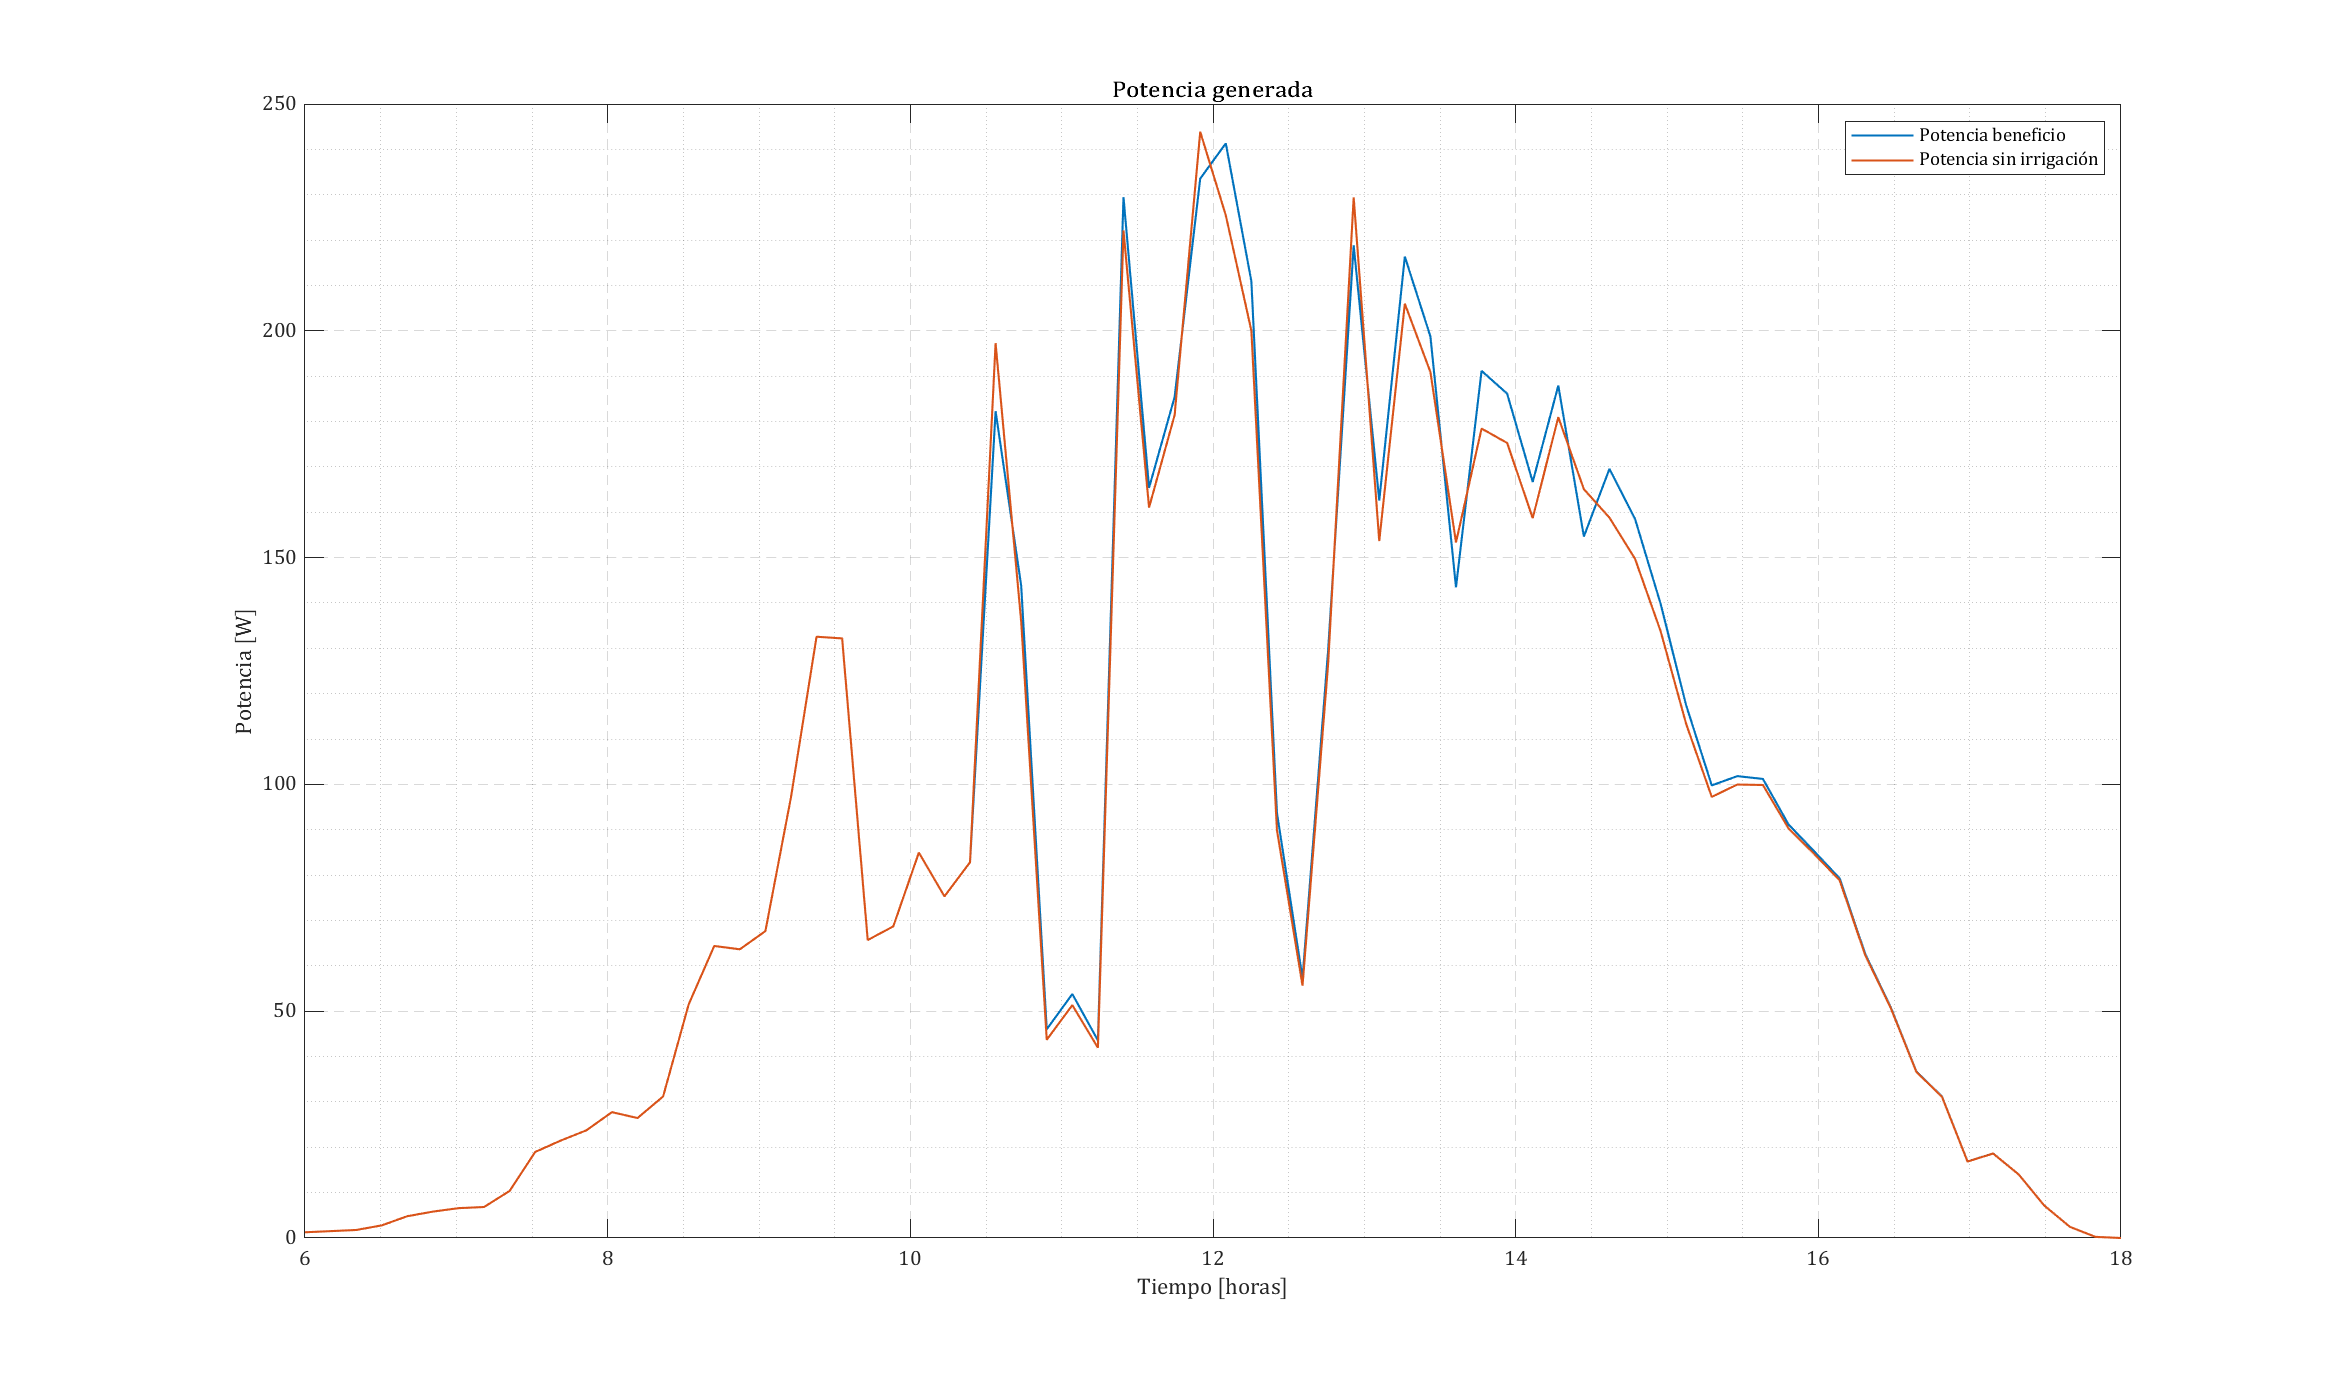 Potencia generada
250
200
150
100
50
0
Potencia [W]
Potencia beneficio
Potencia sin irrigación
6 8 10 12 14 16 18
Tiempo [horas]